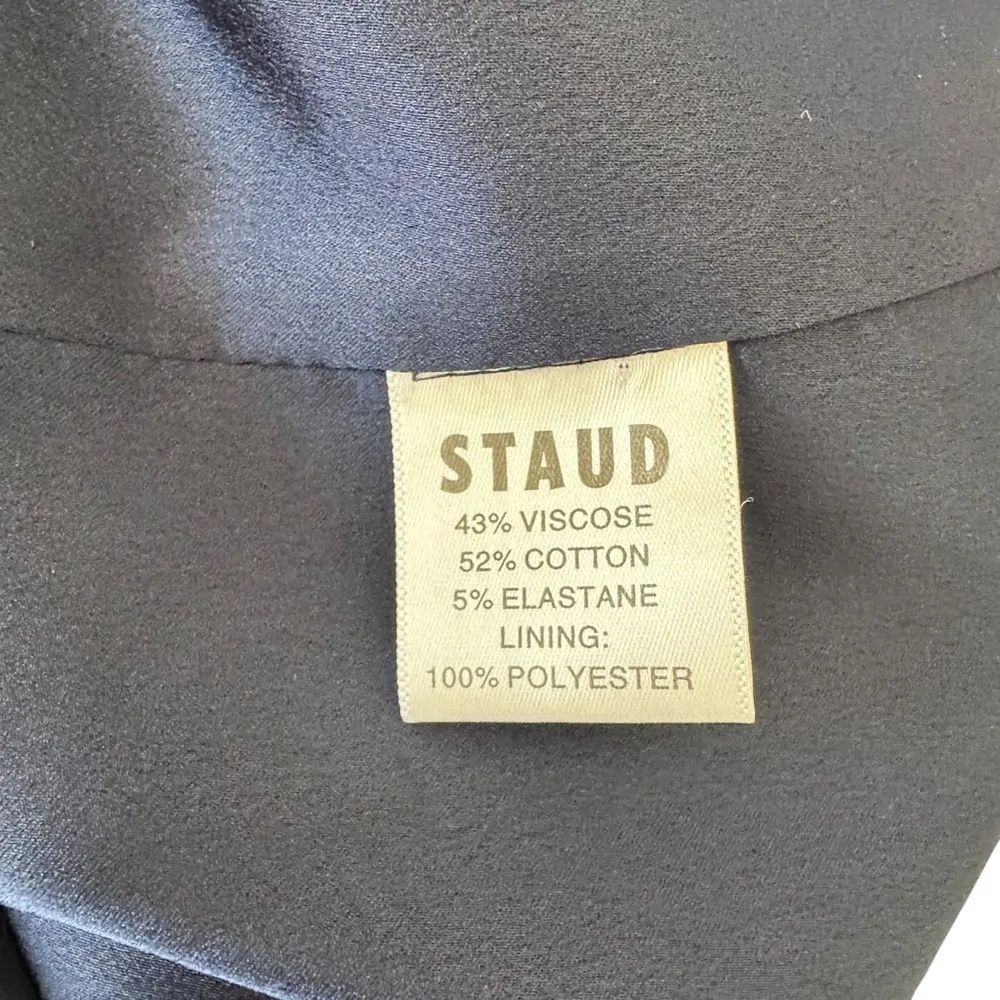 STAUD
43% VISCOSE
52% COTTON
5% ELASTANE
LINING:
100% POLYESTER